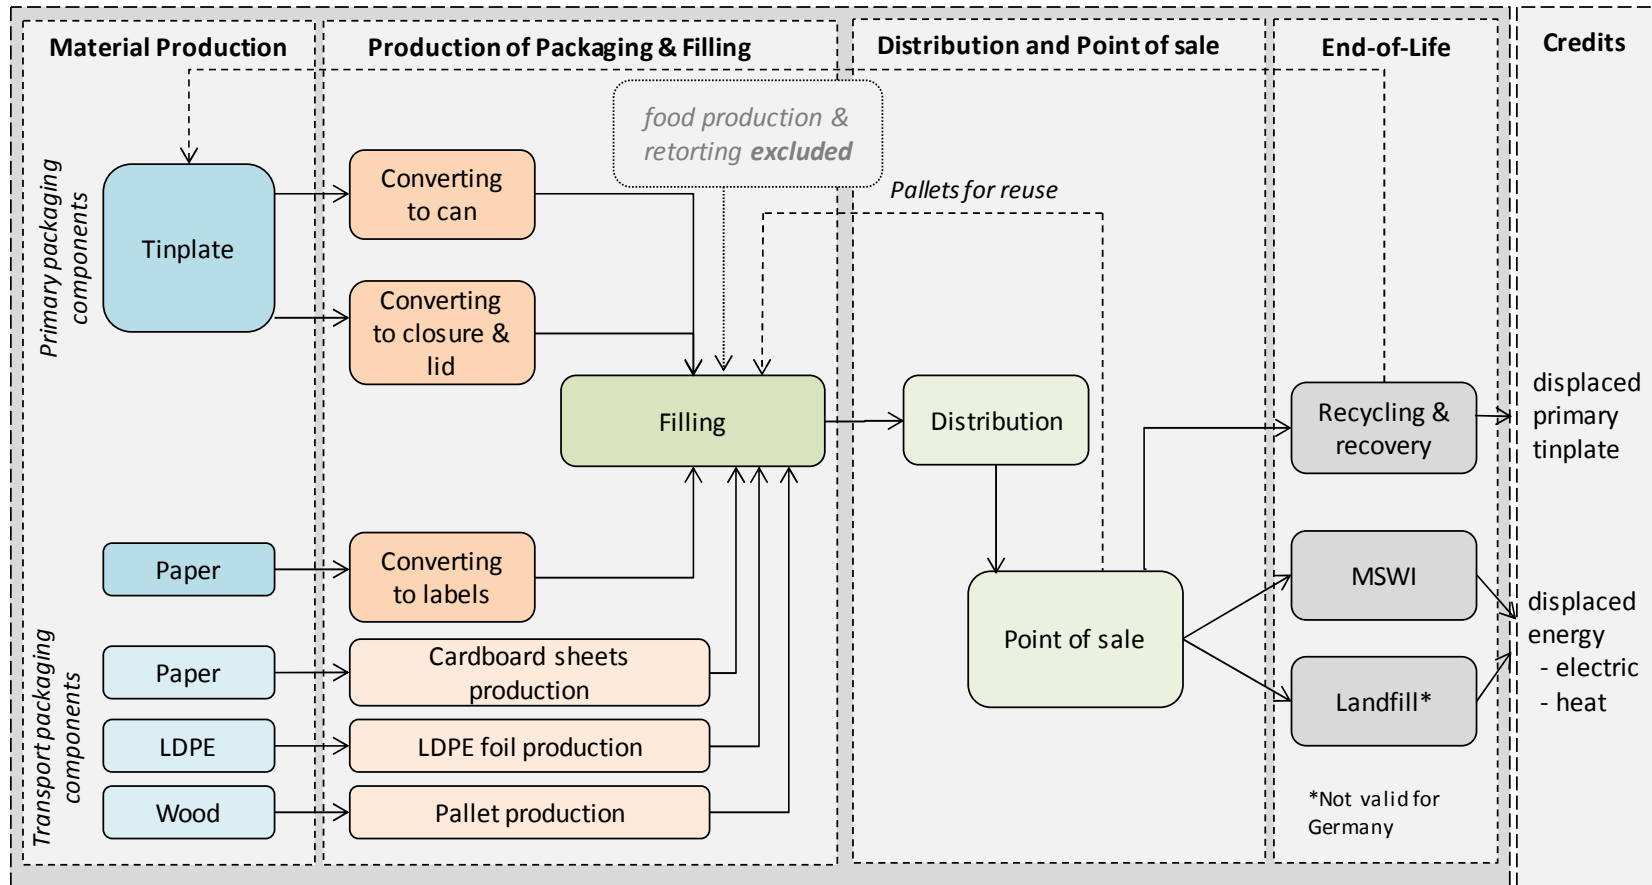 Material Production
Production of Packaging & Filling
Distribution and Point of sale
End-of-Life
Credits
food production &
retorting excluded
Primary packaging
components
Tinplate
Converting
to can
Pallets for reuse
Converting
to closure &
lid
Filling
Distribution
Recycling &
recovery
displaced
primary
tinplate
Paper
Converting
to labels
MSWI
Point of sale
displaced
energy
- electric
- heat
Transport packaging
components
Paper
Cardboard sheets
production
Landfill*
LDPE
LDPE foil production
Wood
Pallet production
*Not valid for
Germany